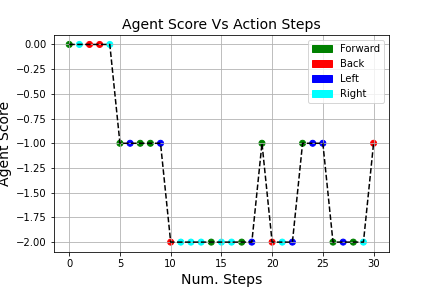 Agent Score Vs Action Steps
0.00
−0.25
−0.50
−0.75
−1.00
−1.25
−1.50
−1.75
−2.00
Agent Score
Forward
Back
Left
Right
0 5 10 15 20 25 30
Num. Steps